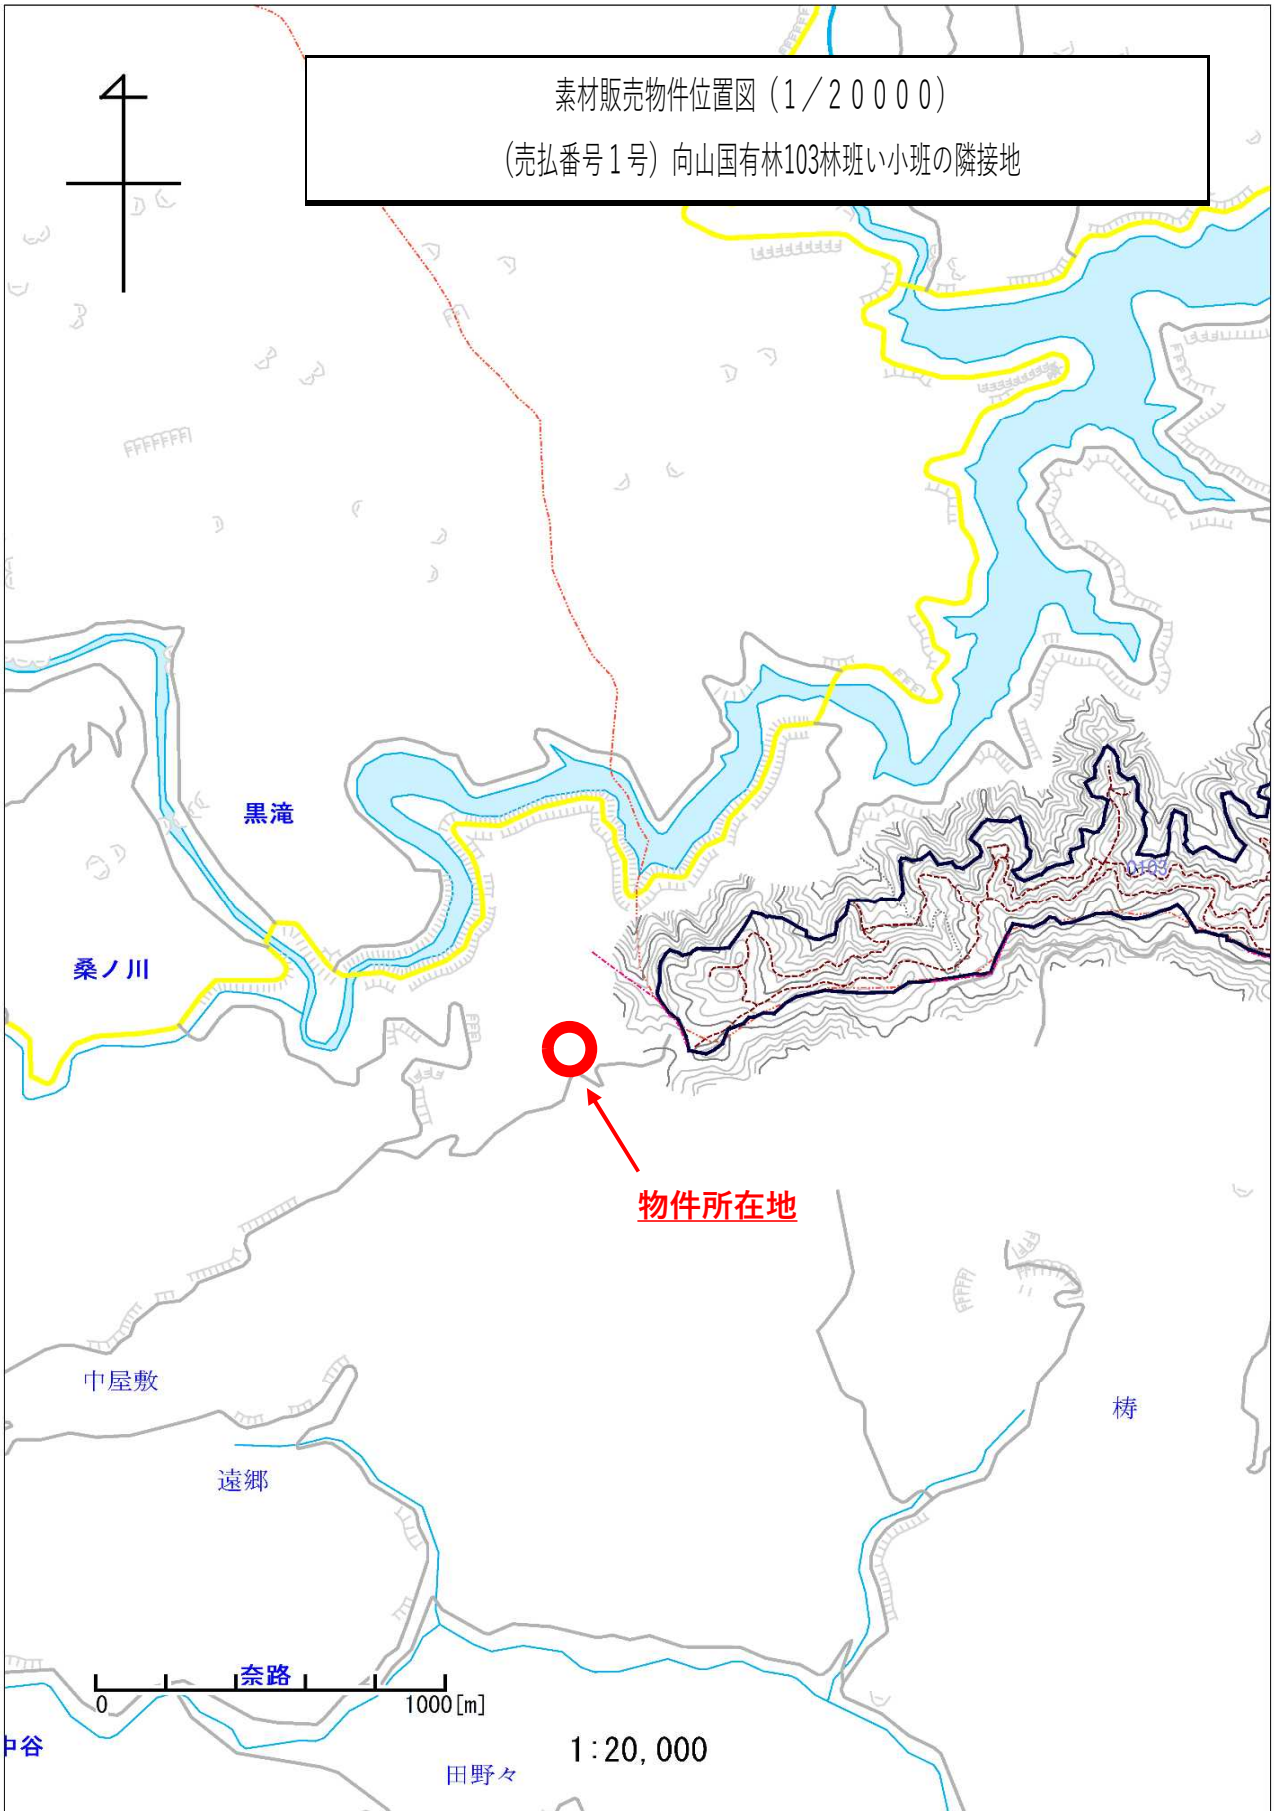 素材販売物件位置図（1／20000）
（売払番号１号）向山国有林103林班い小班の隣接地
黒滝
0103
桑ノ川
物件所在地
中屋敷
梼
遠郷
奈路
0 1000[m]
中谷
1:20,000
田野々